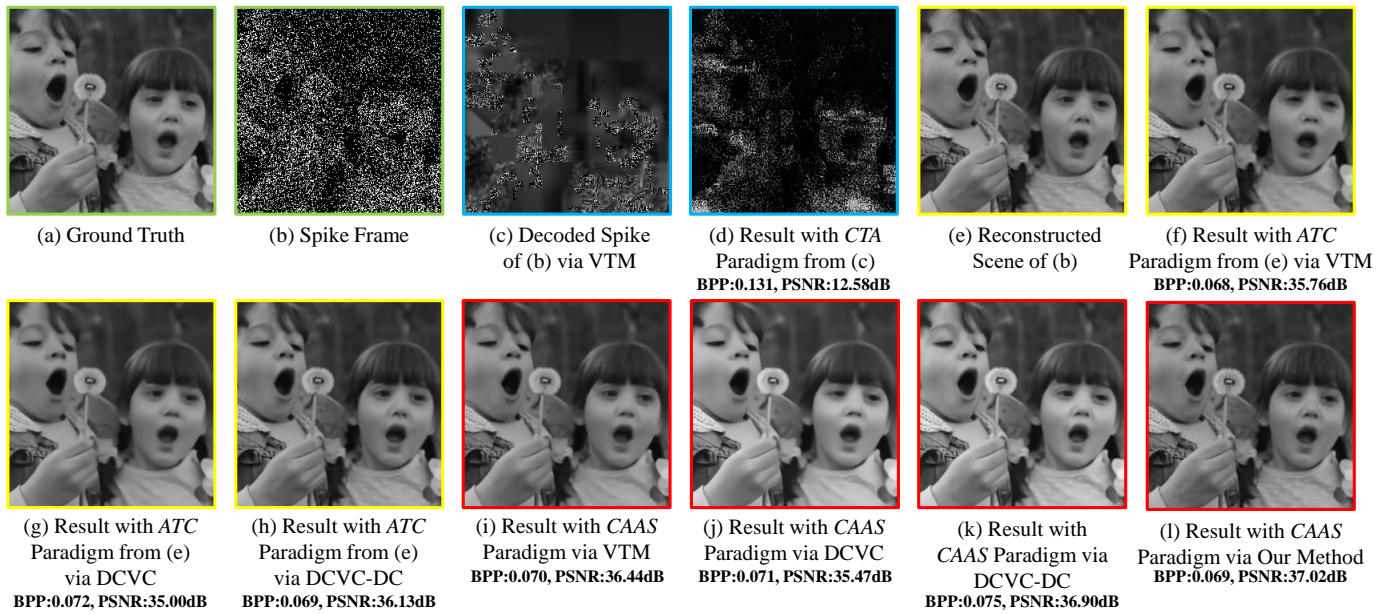 (a) Ground Truth
(b) Spike Frame
(c) Decoded Spike
of (b) via VTM
(d) Result with CTA
Paradigm from (c)
BPP:0.131, PSNR:12.58dB
(e) Reconstructed
Scene of (b)
(f) Result with ATC
Paradigm from (e) via VTM
BPP:0.068, PSNR:35.76dB
(g) Result with ATC
Paradigm from (e)
via DCVC
BPP:0.072, PSNR:35.00dB
(h) Result with ATC
Paradigm from (e)
via DCVC-DC
BPP:0.069, PSNR:36.13dB
(i) Result with CAAS
Paradigm via VTM
BPP:0.070, PSNR:36.44dB
(j) Result with CAAS
Paradigm via DCVC
BPP:0.071, PSNR:35.47dB
(k) Result with
CAAS Paradigm via
DCVC-DC
BPP:0.075, PSNR:36.90dB
(l) Result with CAAS
Paradigm via Our Method
BPP:0.069, PSNR:37.02dB